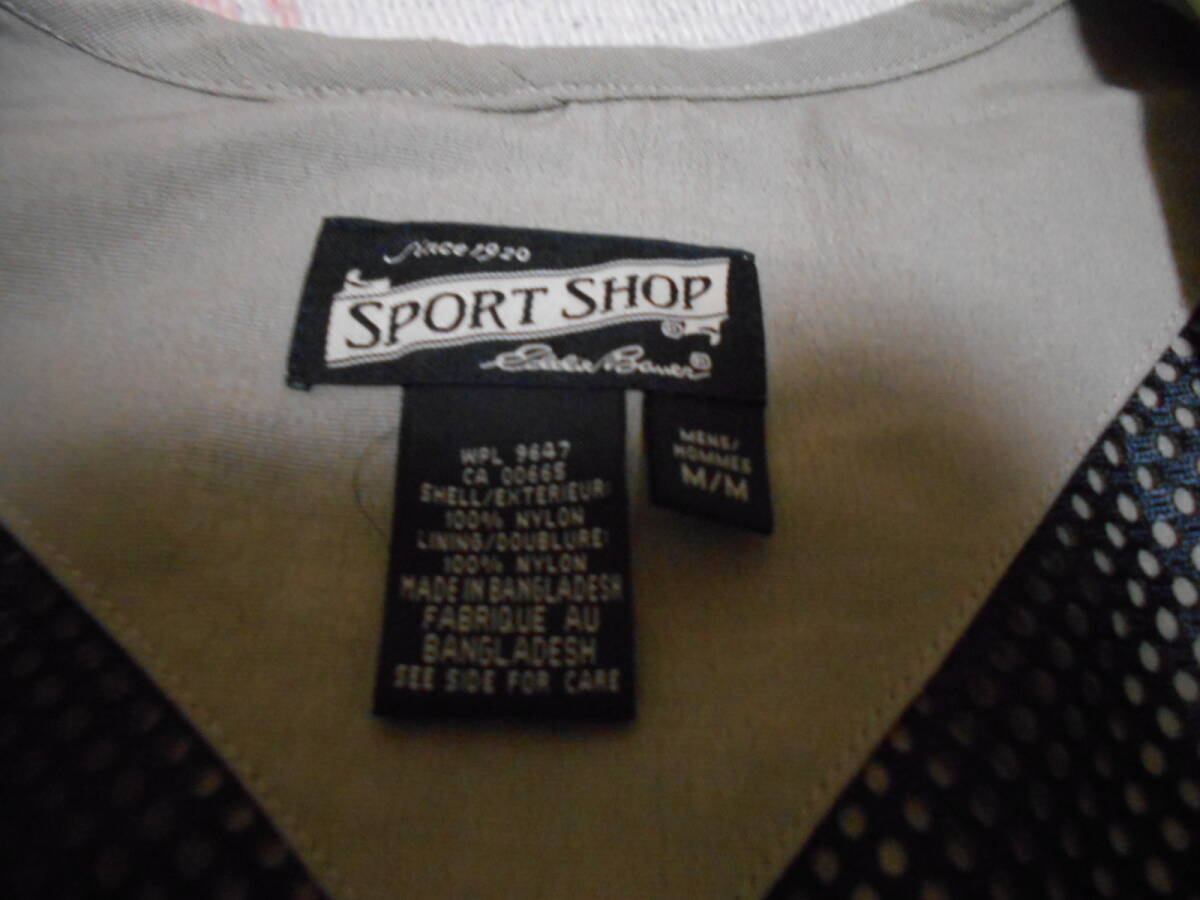 Since 1920
SPORT SHOP ®
Eddie Bauer ®
MENS/
HOMMES
M/M
WPL 9647
CA 00665
SHELL/EXTERIEUR:
100% NYLON
LINING/DOUBLURE:
100% NYLON
MADE IN BANGLADESH
FABRIQUE AU
BANGLADESH
SEE SIDE FOR CARE